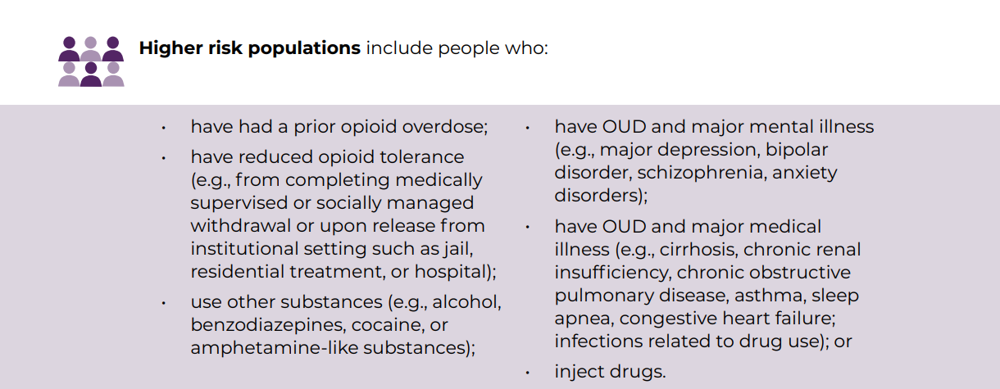 Higher risk populations include people who:
• have had a prior opioid overdose;
• have reduced opioid tolerance
(e.g., from completing medically
supervised or socially managed
withdrawal or upon release from
institutional setting such as jail,
residential treatment, or hospital);
• use other substances (e.g., alcohol,
benzodiazepines, cocaine, or
amphetamine-like substances);
• have OUD and major mental illness
(e.g., major depression, bipolar
disorder, schizophrenia, anxiety
disorders);
• have OUD and major medical
illness (e.g., cirrhosis, chronic renal
insufficiency, chronic obstructive
pulmonary disease, asthma, sleep
apnea, congestive heart failure;
infections related to drug use); or
• inject drugs.